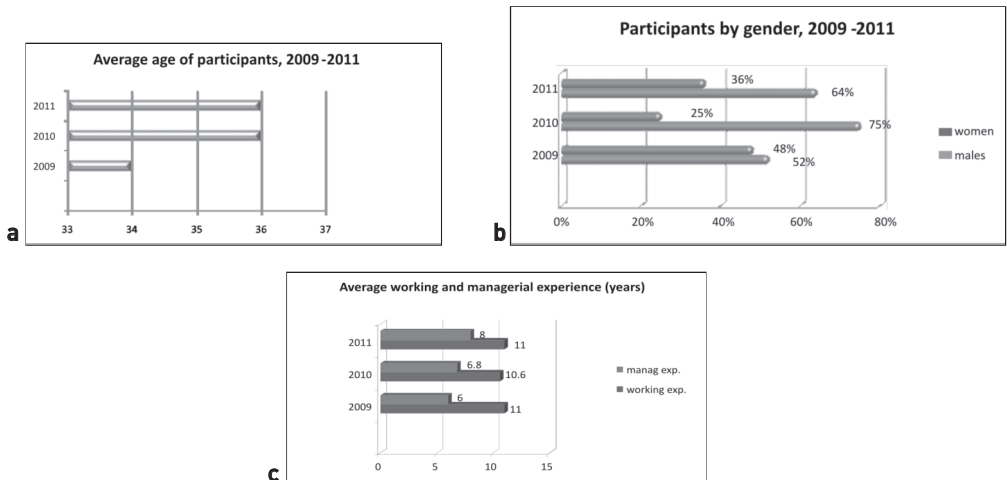 Average age of participants, 2009-2011
2011
2010
2009
33 34 35 36 37
a
Participants by gender, 2009-2011
2011
36%
64%
2010
25%
75%
2009
48%
52%
women
males
0% 20% 40% 60% 80%
b
Average working and managerial experience (years)
2011
8
11
2010
6.8
10.6
2009
6
11
manag exp.
working exp.
0 5 10 15
c